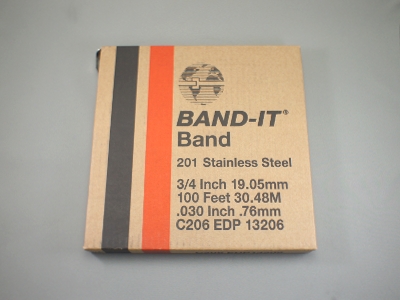 BAND-IT®
Band
201 Stainless Steel
3/4 Inch 19.05mm
100 Feet 30.48M
.030 Inch .76mm
C206 EDP 13206